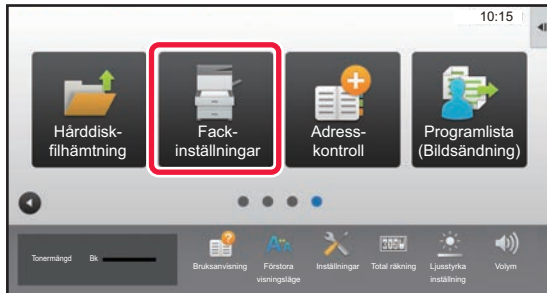 10:15
Hårddisk-
filhämtning
Fack-
inställningar
Adress-
kontroll
Programlista
(Bildsändning)
Tonermängd Bk
Bruksanvisning
Förstora
visningsläge
Inställningar
Total räkning
Ljusstyrka
inställning
Volym